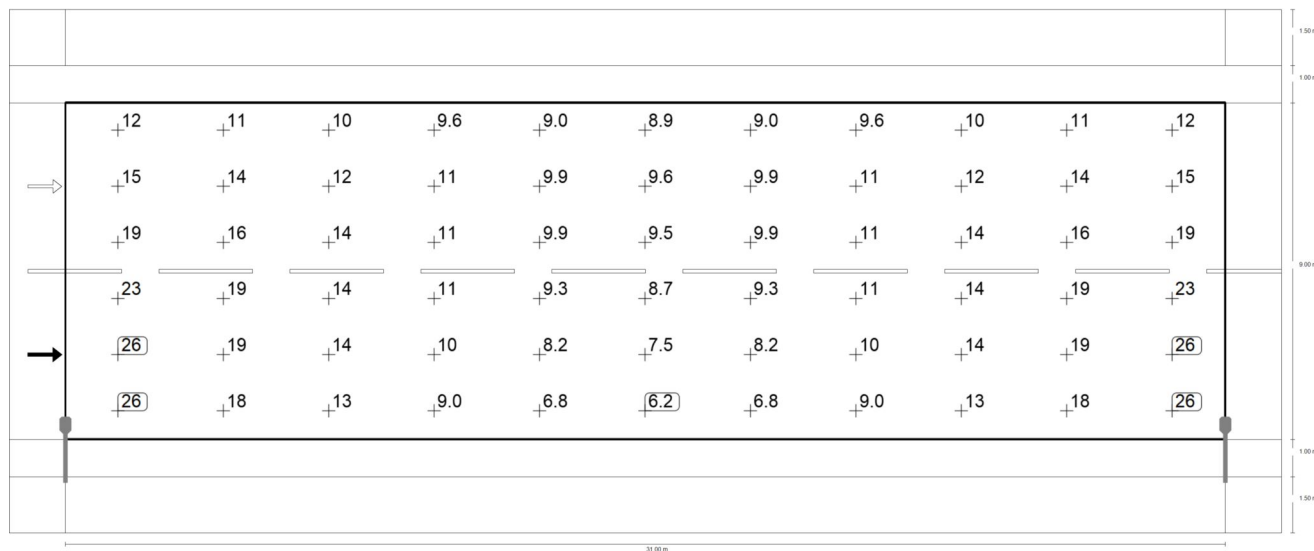 1.50 m
1.00 m
12 11 10 9.6 9.0 8.9 9.0 9.6 10 11 12
15 14 12 11 9.9 9.6 9.9 11 12 14 15
19 16 14 11 9.9 9.5 9.9 11 14 16 19
9.00 m
23 19 14 11 9.3 8.7 9.3 11 14 19 23
26 19 14 10 8.2 7.5 8.2 10 14 19 26
26 18 13 9.0 6.8 6.2 6.8 9.0 13 18 26
1.00 m
1.50 m
31.00 m